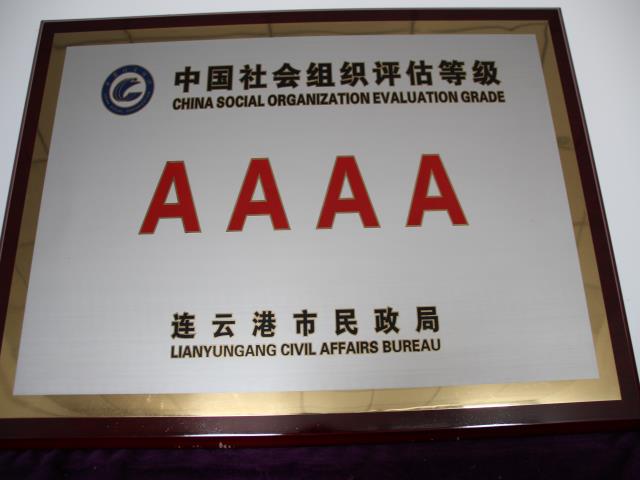 中国社会组织评估等级
CHINA SOCIAL ORGANIZATION EVALUATION GRADE
AAAA
连云港市民政局
LIANYUNGANG CIVIL AFFAIRS BUREAU